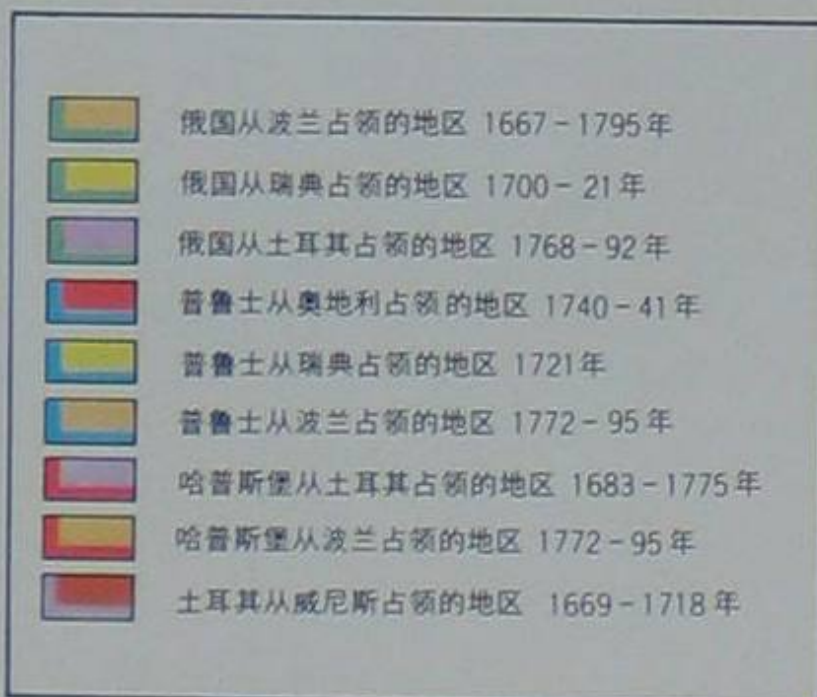 俄国从波兰占领的地区 1667-1795年
俄国从瑞典占领的地区 1700-21年
俄国从土耳其占领的地区 1768-92年
普鲁士从奥地利占领的地区 1740-41年
普鲁士从瑞典占领的地区 1721年
普鲁士从波兰占领的地区 1772-95年
哈普斯堡从土耳其占领的地区 1683-1775年
哈普斯堡从波兰占领的地区 1772-95年
土耳其从威尼斯占领的地区 1669-1718年